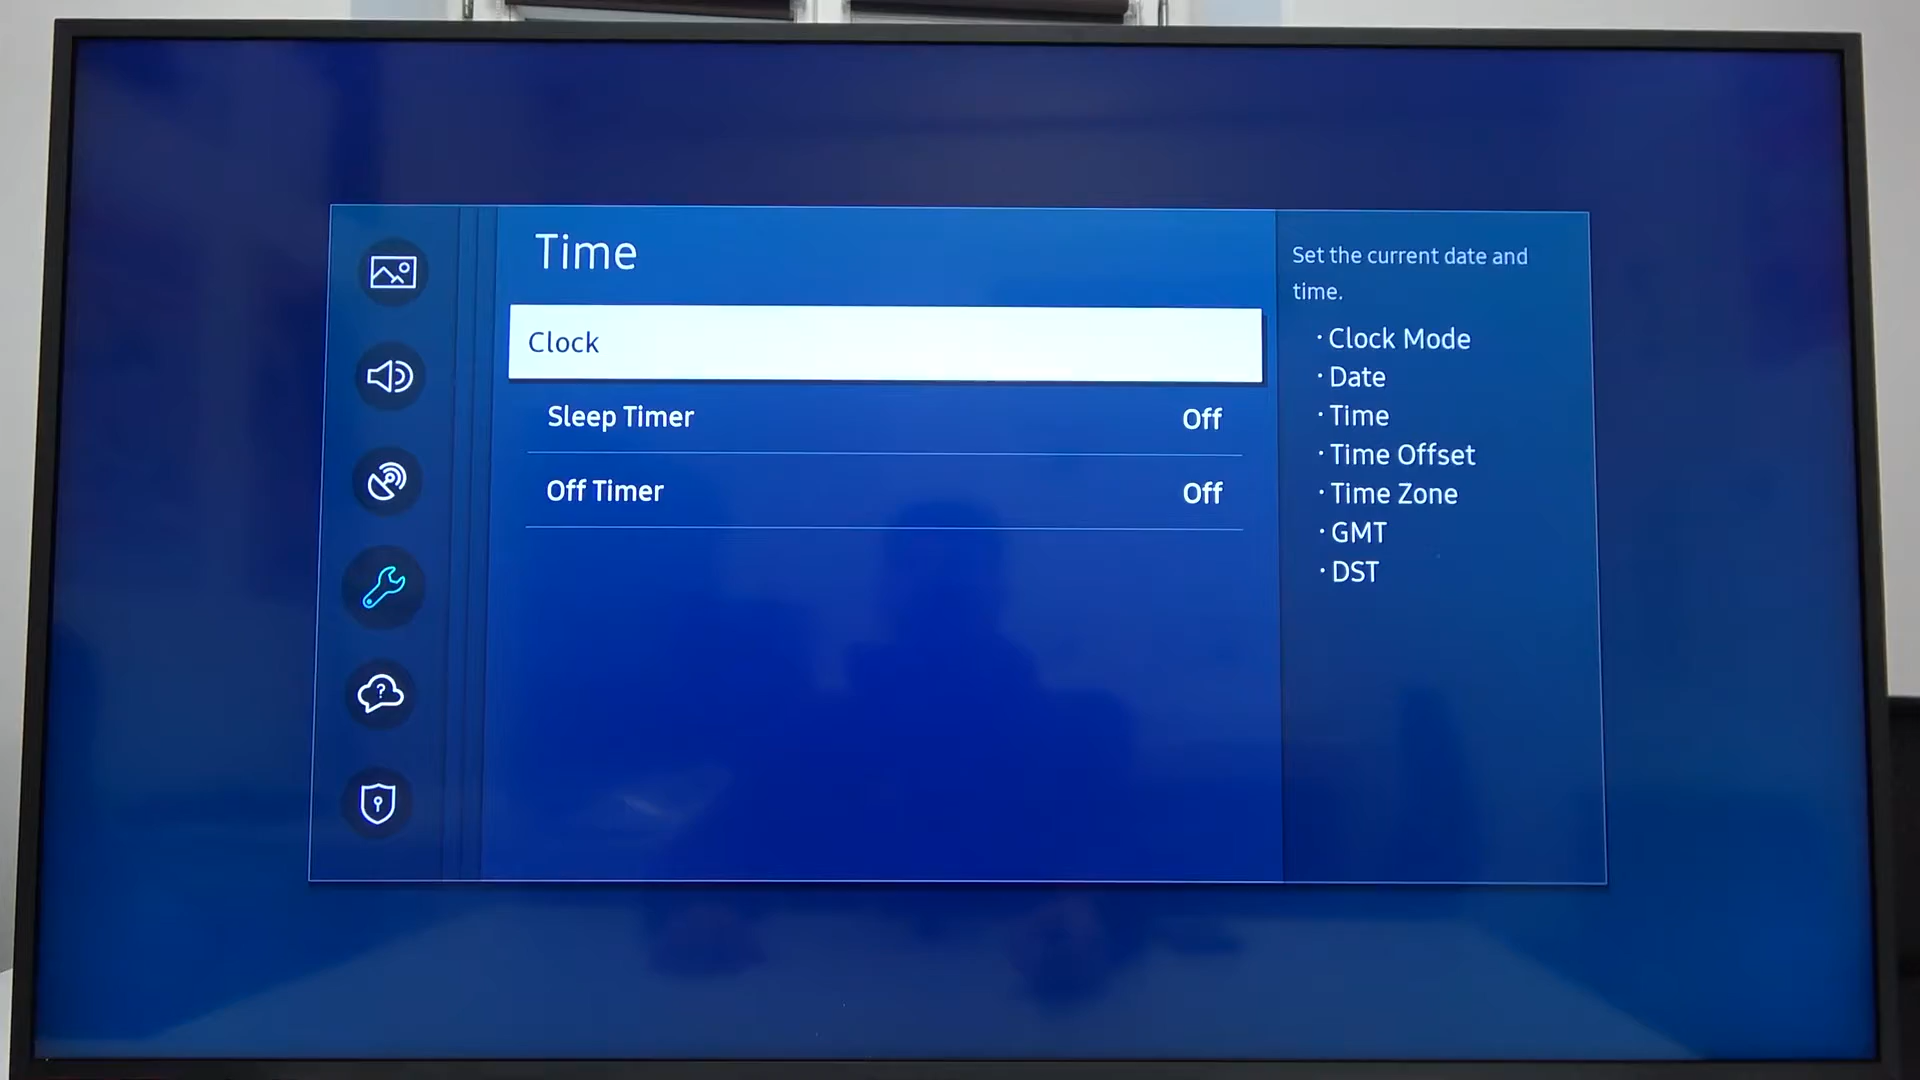 Time
Clock
Sleep Timer Off
Off Timer Off
Set the current date and
time.
· Clock Mode
· Date
· Time
· Time Offset
· Time Zone
· GMT
· DST